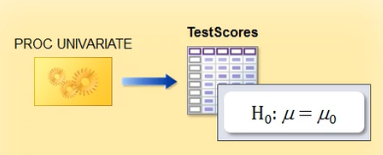 TestScores
PROC UNIVARIATE
H₀: μ = μ₀